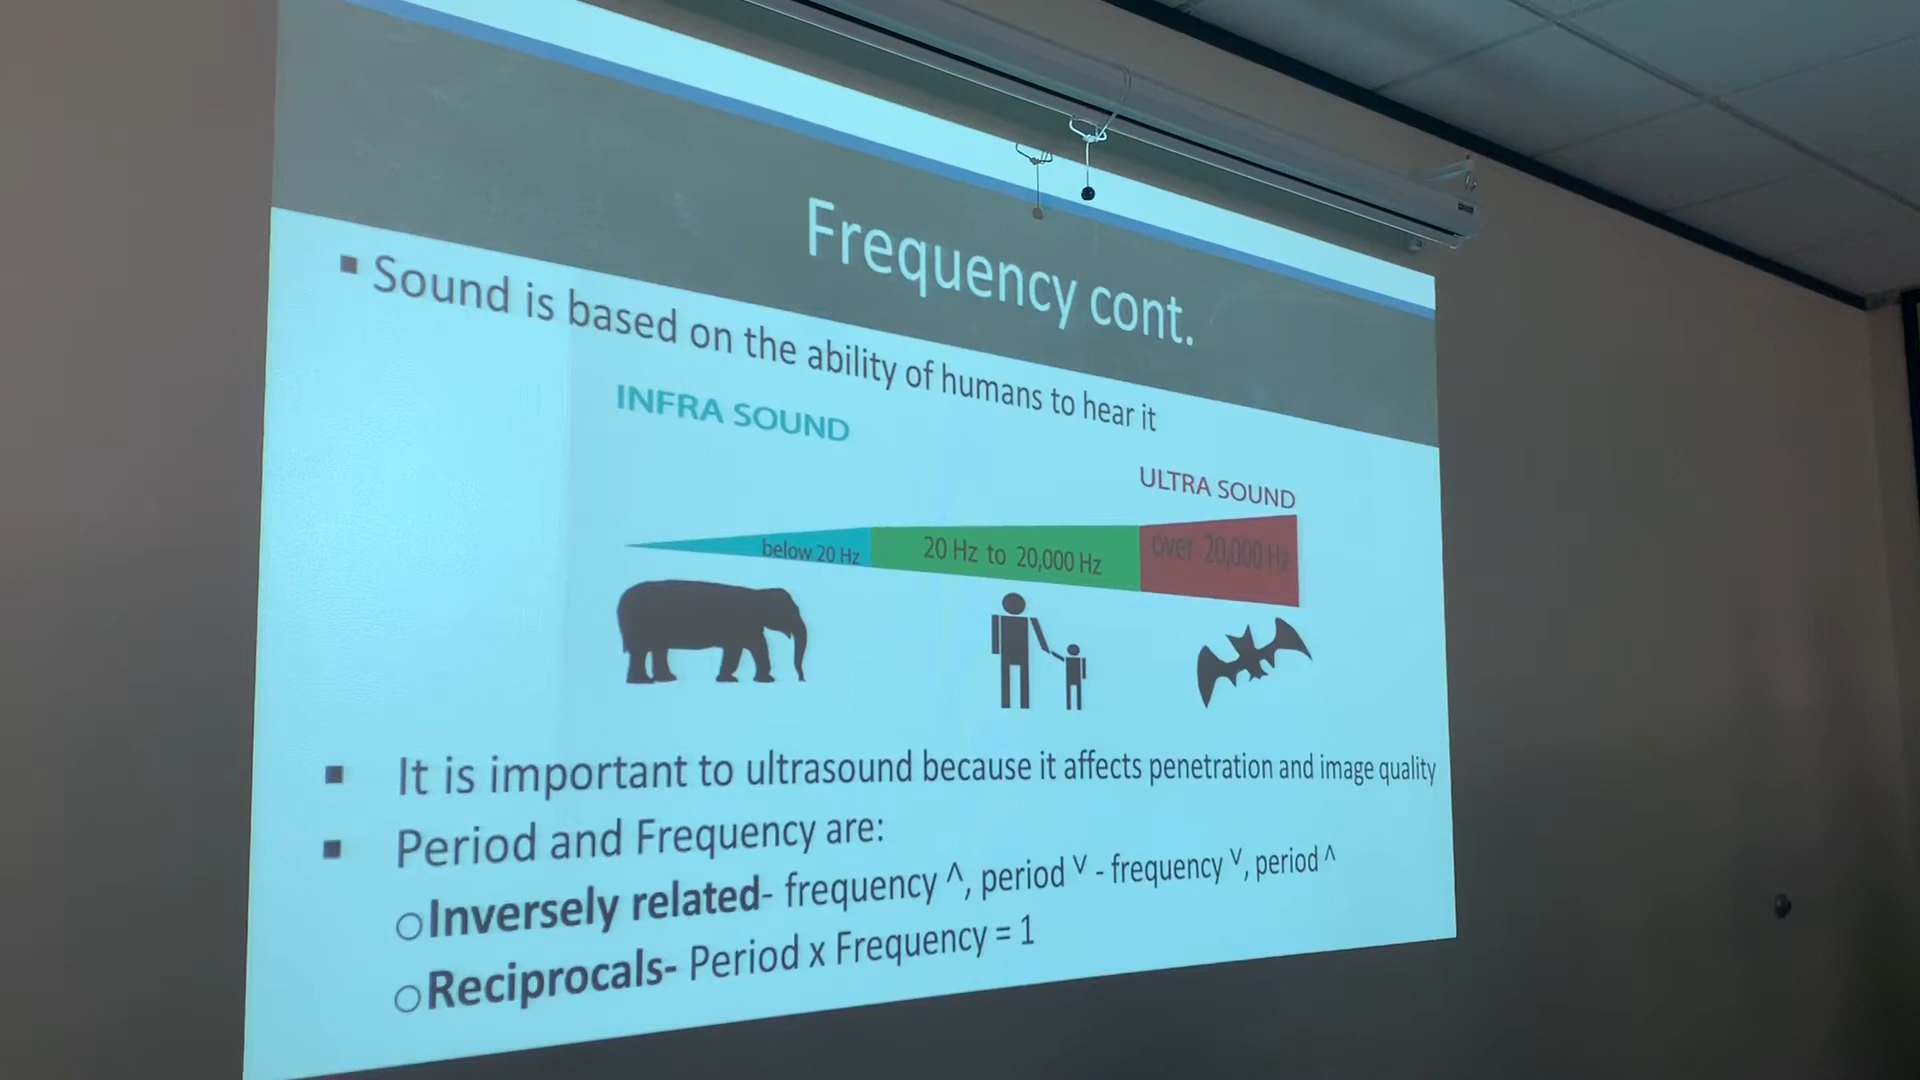 Frequency cont.
▪ Sound is based on the ability of humans to hear it
INFRA SOUND
ULTRA SOUND
below 20 Hz
20 Hz to 20,000 Hz
over 20,000 Hz
▪ It is important to ultrasound because it affects penetration and image quality
▪ Period and Frequency are:
○ Inversely related- frequency ^, period ˅ - frequency ˅, period ^
○ Reciprocals- Period x Frequency = 1